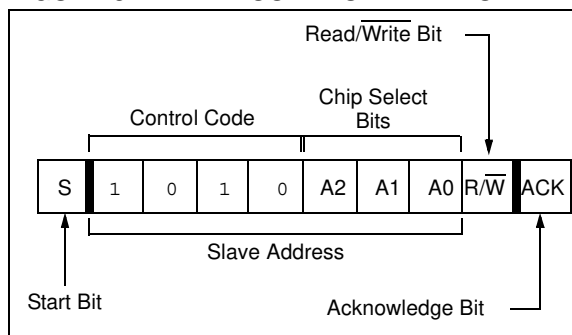 Read/Write Bit
Chip Select
Control Code Bits
S 1 0 1 0 A2 A1 A0 R/W ACK
Slave Address
Start Bit
Acknowledge Bit